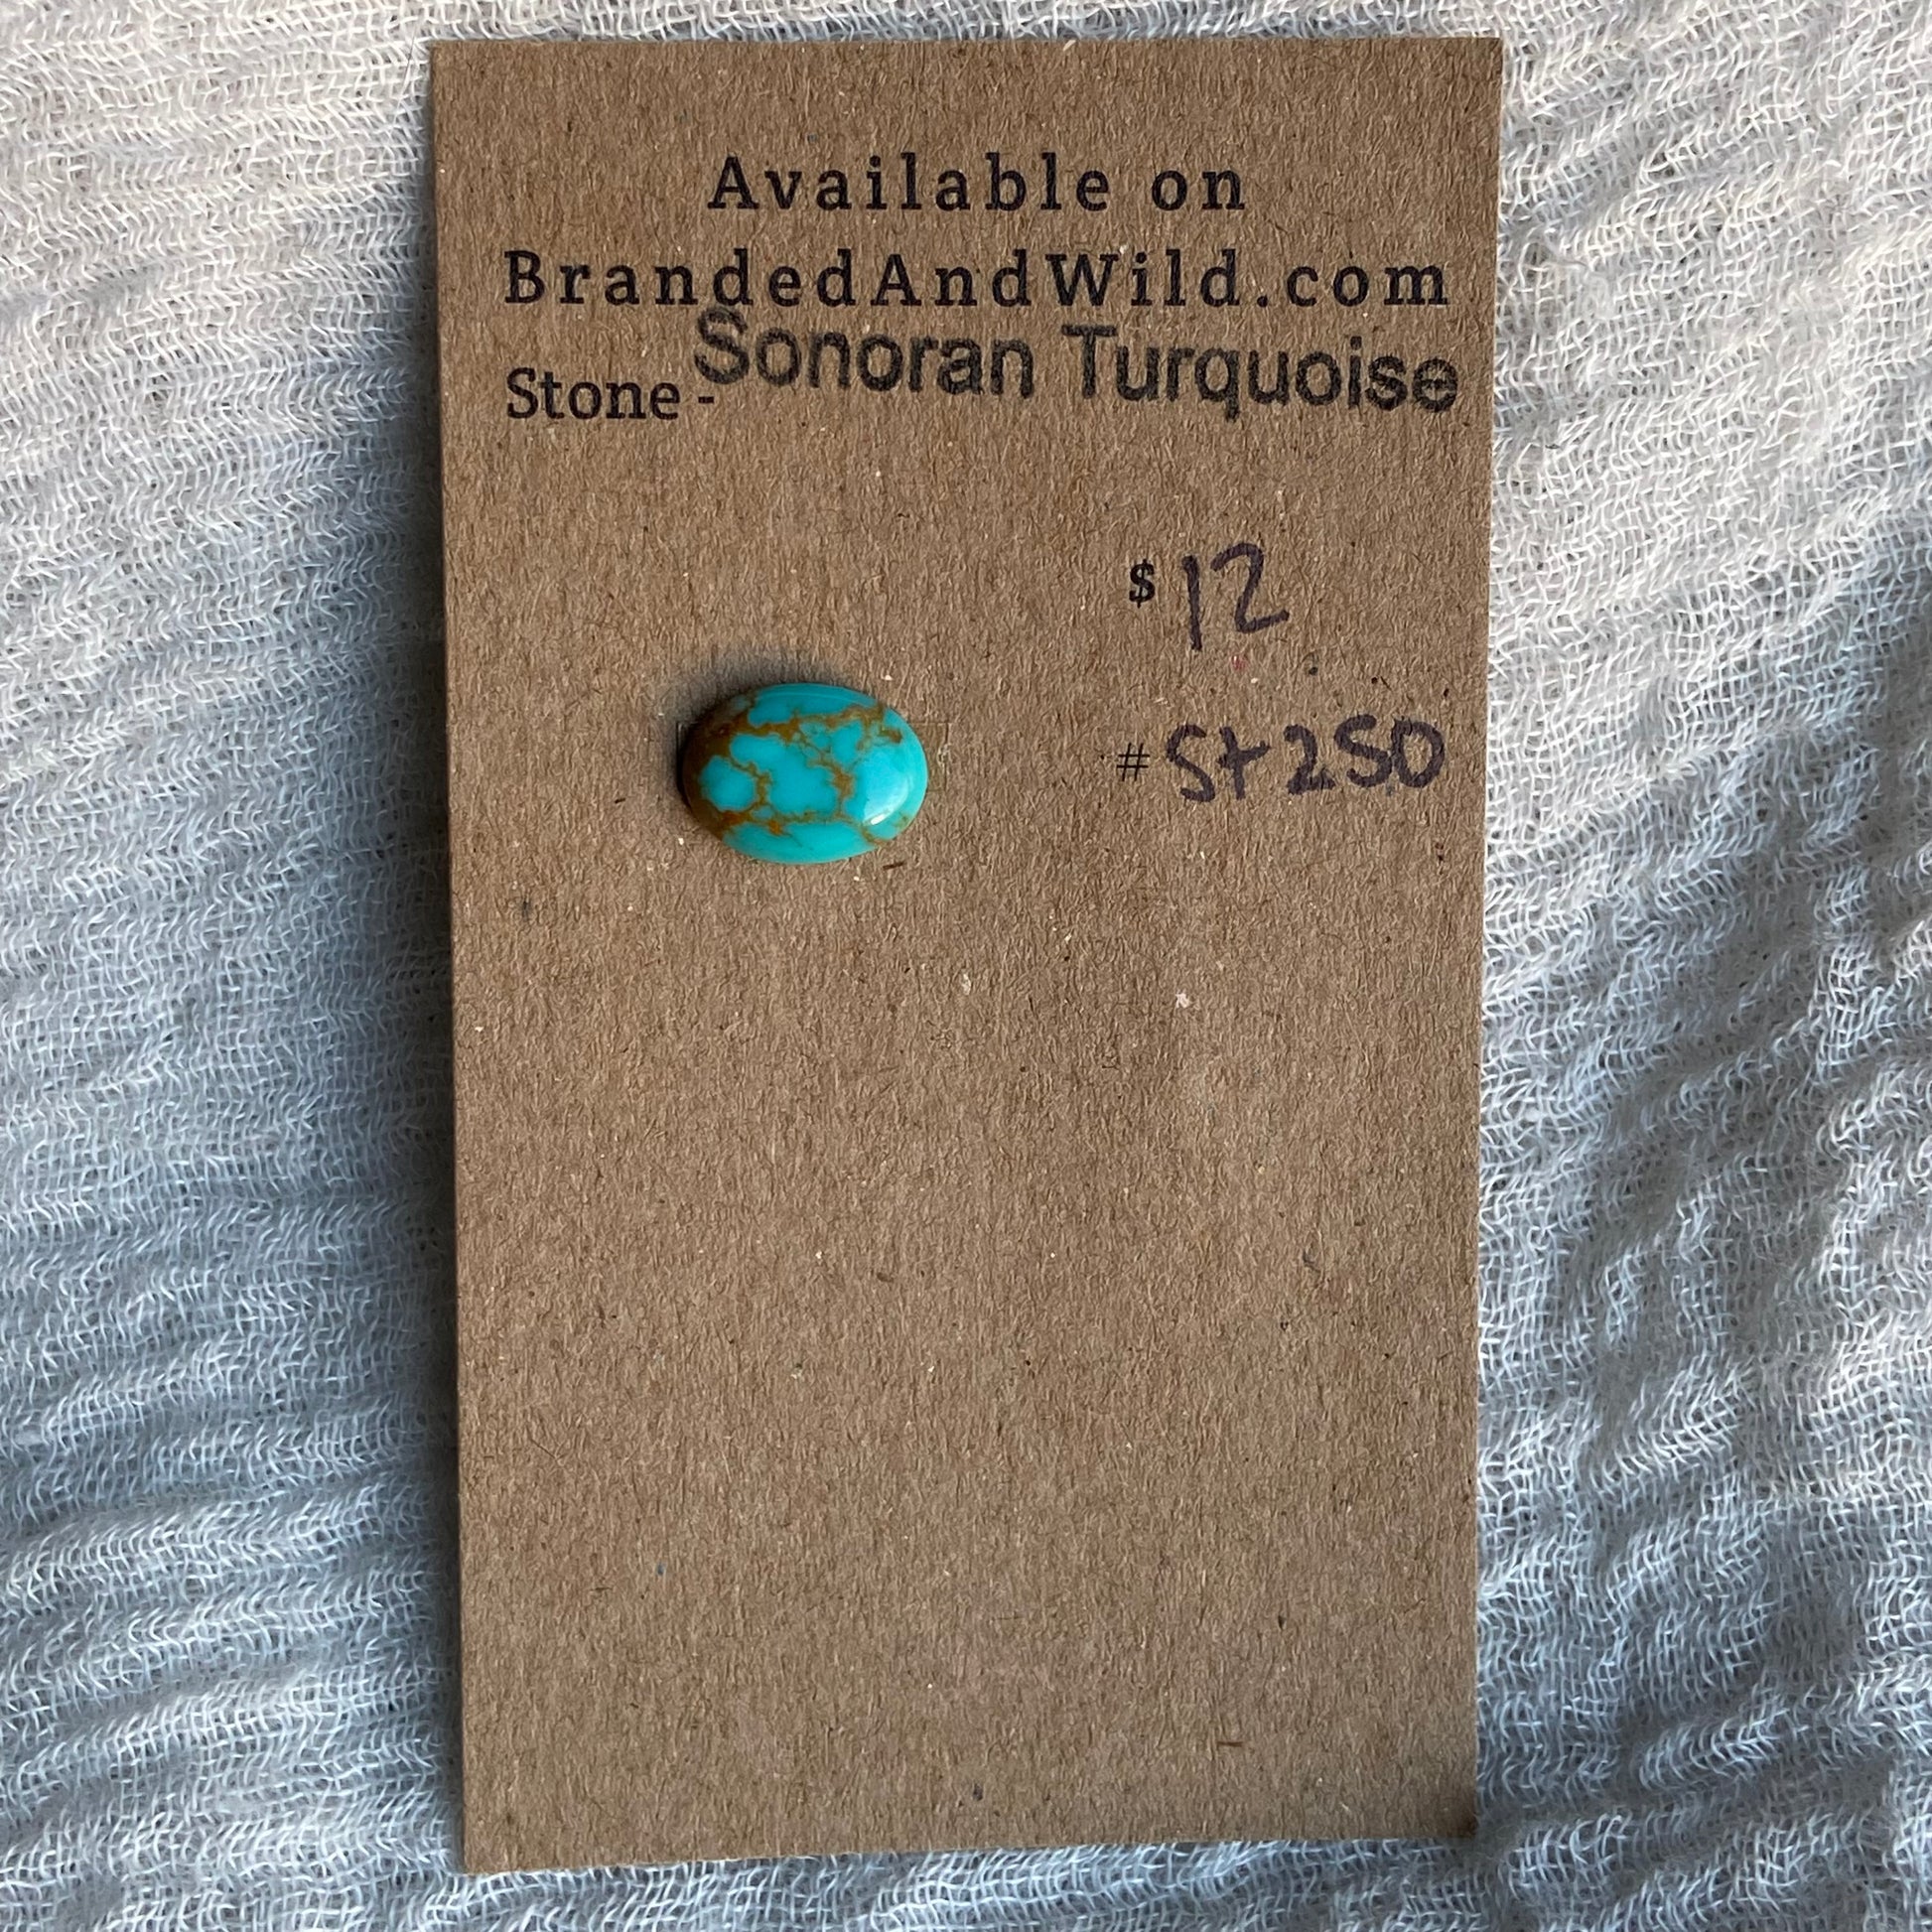 Available on
BrandedAndWild.com
Stone - Sonoran Turquoise
$ 12
# St250